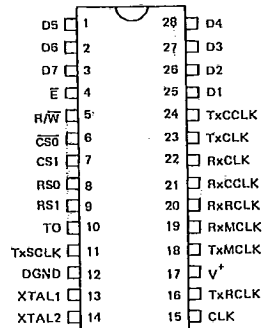 D5 1 28 D4
D6 2 27 D3
D7 3 26 D2
E̅ 4 25 D1
R/W̅ 5 24 TxCCLK
C̅S̅0̅ 6 23 TxCLK
CS1 7 22 RxCLK
RS0 8 21 RxCCLK
RS1 9 20 RxRCLK
TO 10 19 RxMCLK
TxSCLK 11 18 TxMCLK
DGND 12 17 V⁺
XTAL1 13 16 TxRCLK
XTAL2 14 15 CLK